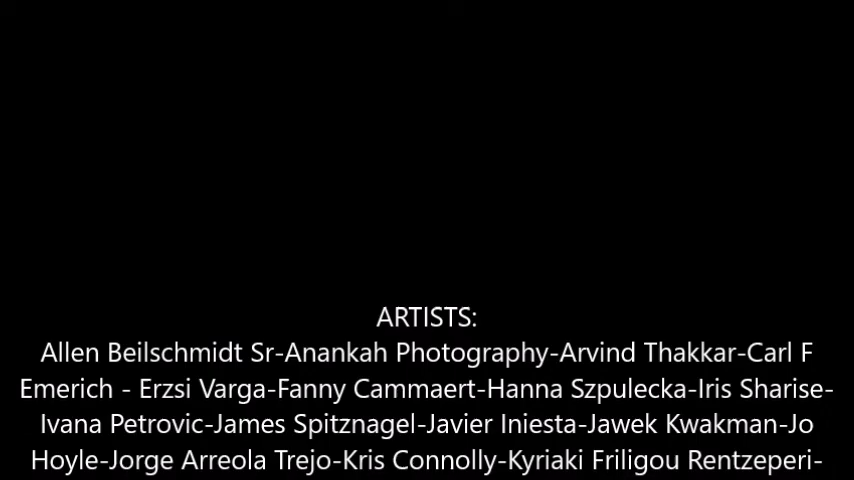 ARTISTS:
Allen Beilschmidt Sr-Anankah Photography-Arvind Thakkar-Carl F
Emerich - Erzsi Varga-Fanny Cammaert-Hanna Szpulecka-Iris Sharise-
Ivana Petrovic-James Spitznagel-Javier Iniesta-Jawek Kwakman-Jo
Hoyle-Jorge Arreola Trejo-Kris Connolly-Kyriaki Friligou Rentzeperi-